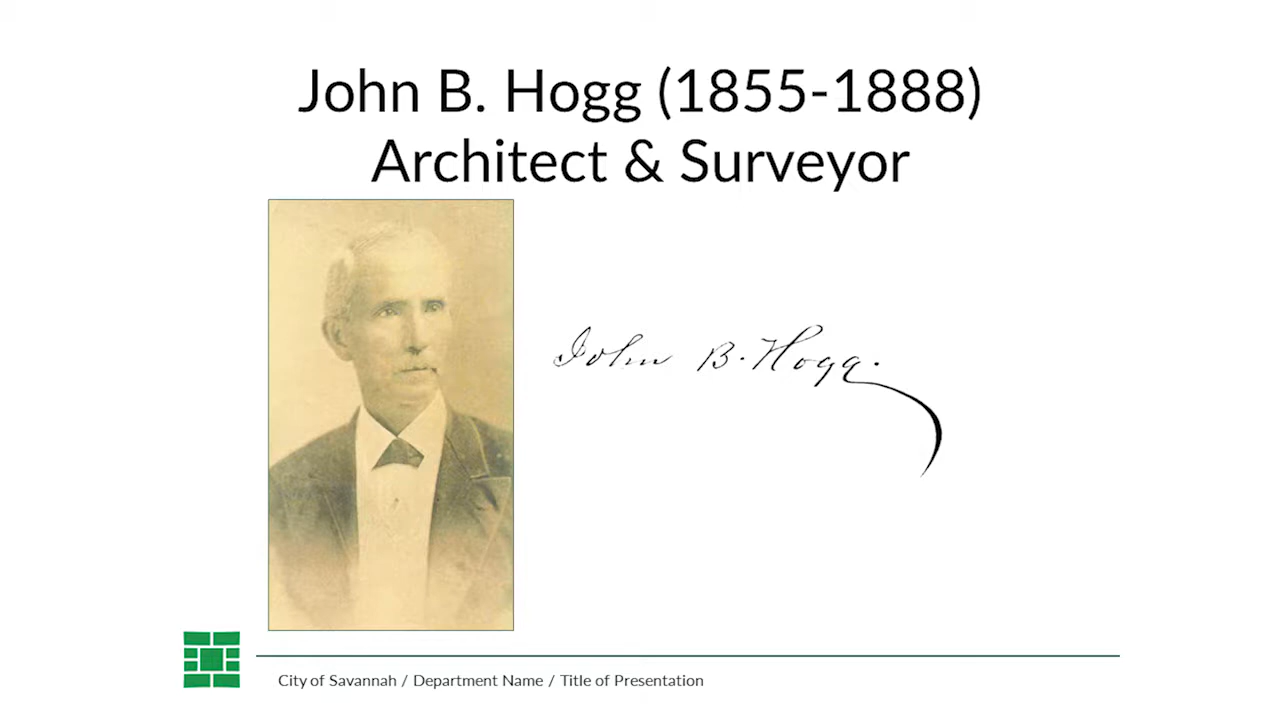 John B. Hogg (1855-1888)
Architect & Surveyor
John B. Hogg.
City of Savannah / Department Name / Title of Presentation